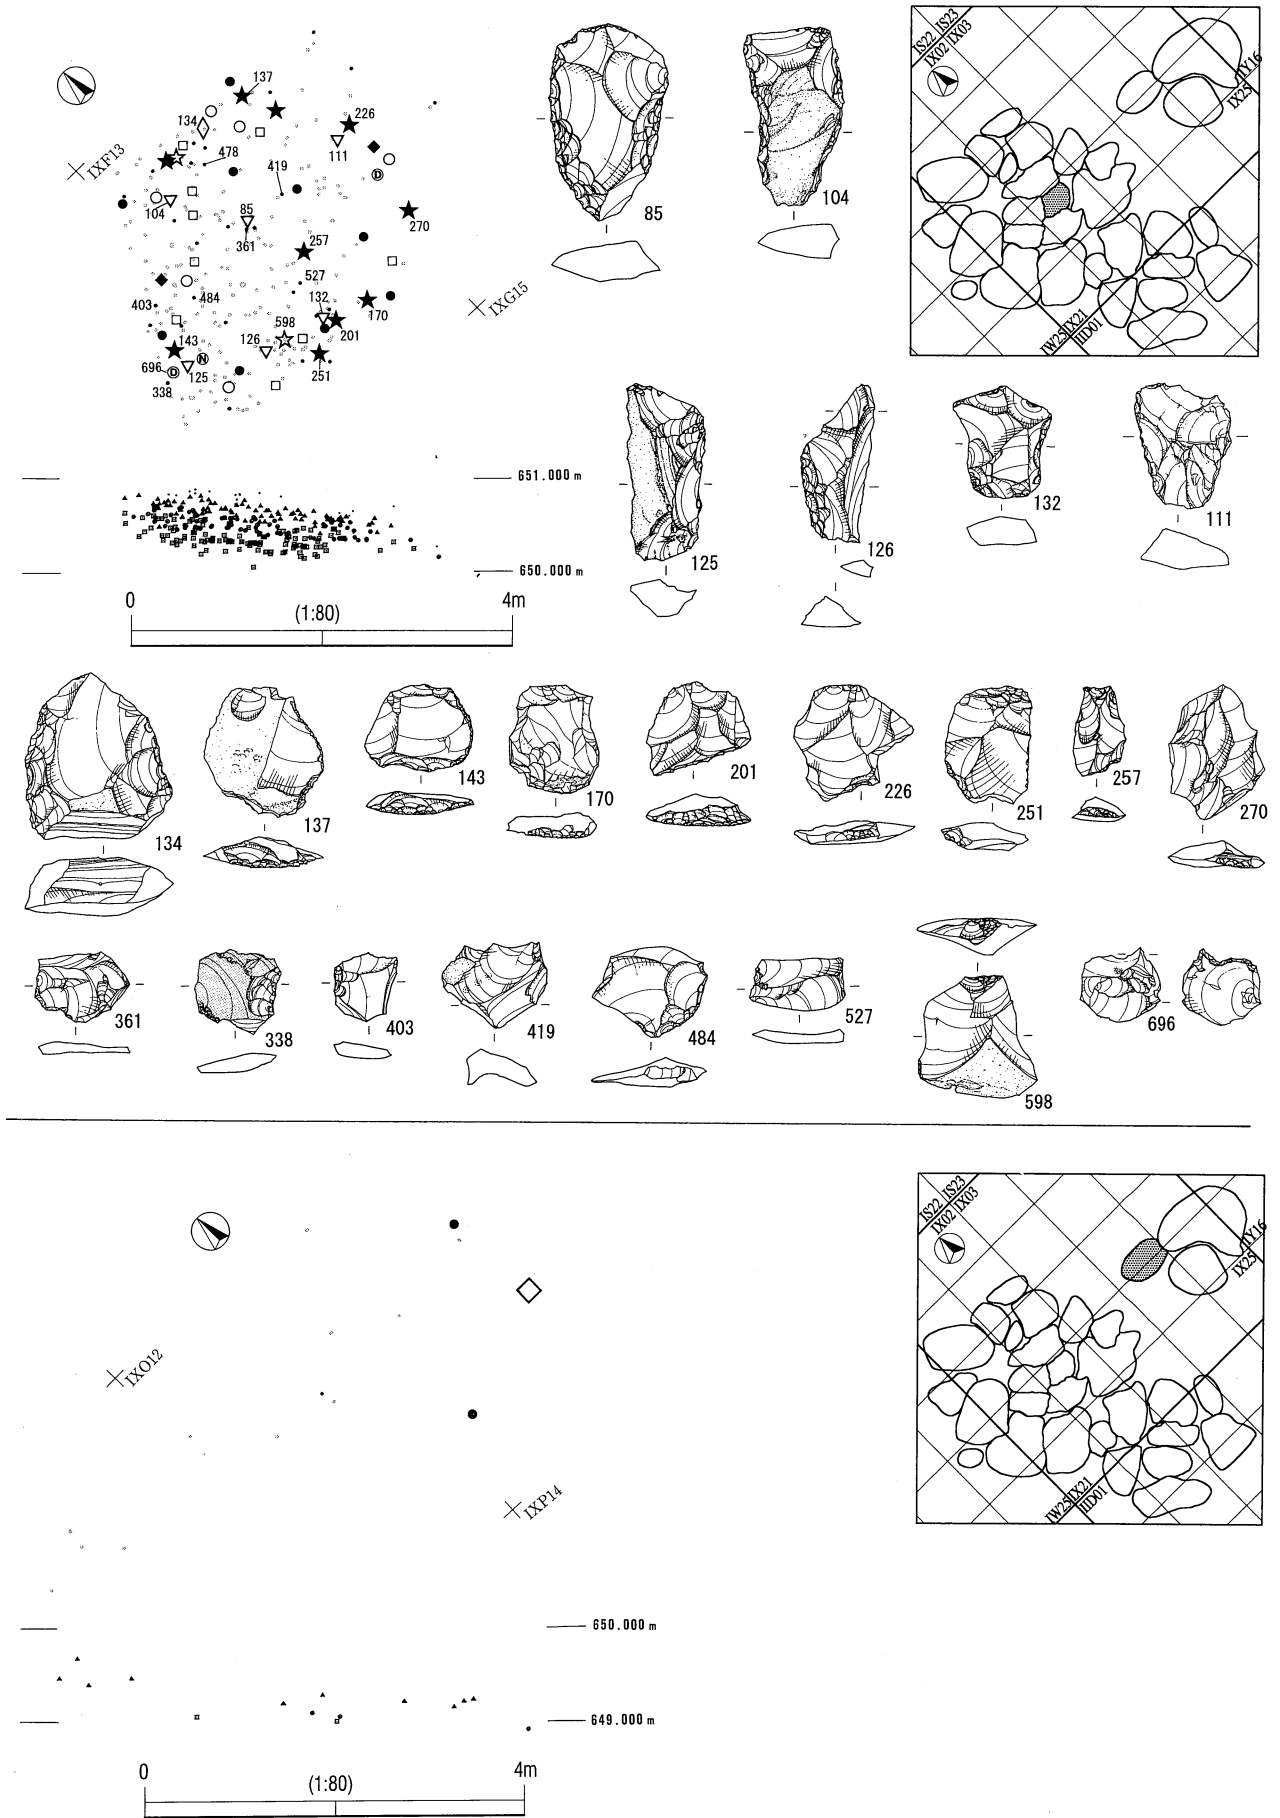 137
226
134
111
478
419
IXF13
104
85
361
270
257
527
132
170
IXG15
403
484
598
126
201
143
251
696
D
N
125
338
D
651.000 m
650.000 m
0
(1:80)
4m
85
104
IS22 IS23
IX02 IX03
IIY16
IX25
IW25 IX21
IID01
125
126
132
111
134
137
143
170
201
226
251
257
270
361
338
403
419
484
527
598
696
IXO12
IXP14
650.000 m
649.000 m
0
(1:80)
4m
IS22 IS23
IX02 IX03
IIY16
IX25
IW25 IX21
IID01